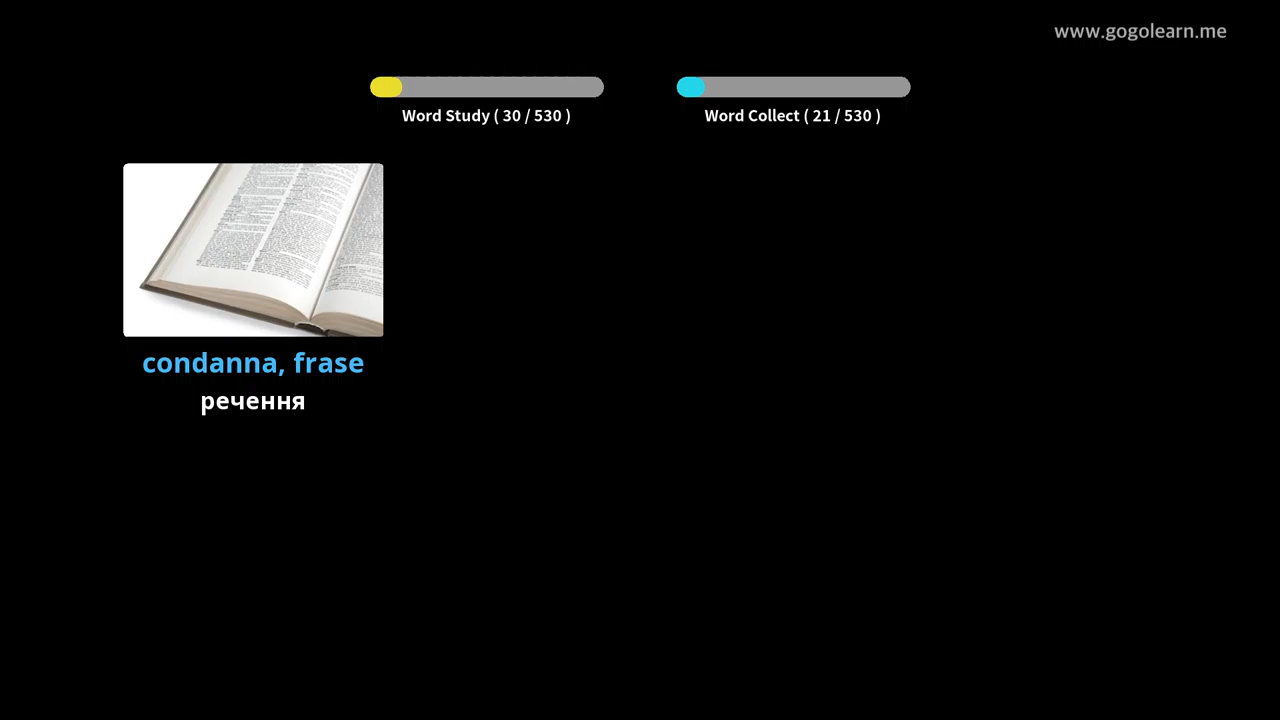 www.gogolearn.me
Word Study ( 30 / 530 )
Word Collect ( 21 / 530 )
condanna, frase
речення